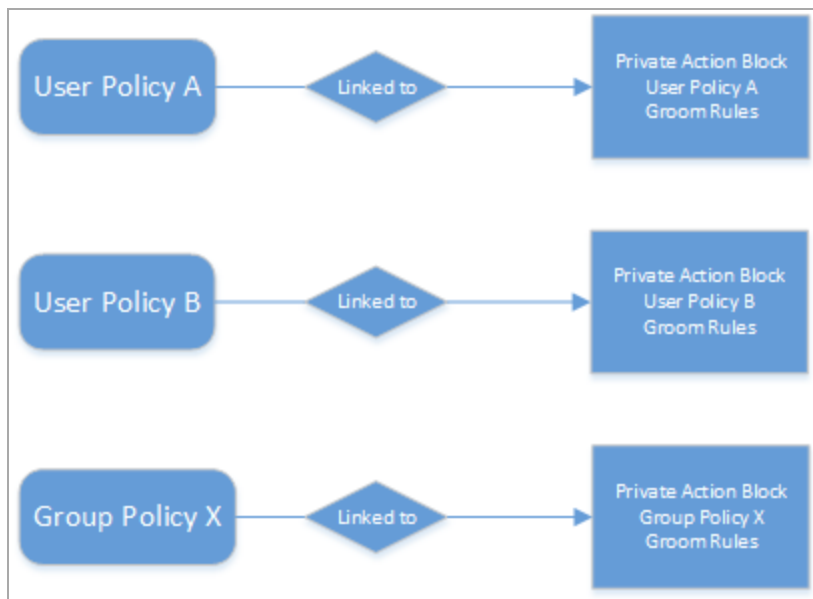 User Policy A
Linked to
Private Action Block
User Policy A
Groom Rules
User Policy B
Linked to
Private Action Block
User Policy B
Groom Rules
Group Policy X
Linked to
Private Action Block
Group Policy X
Groom Rules